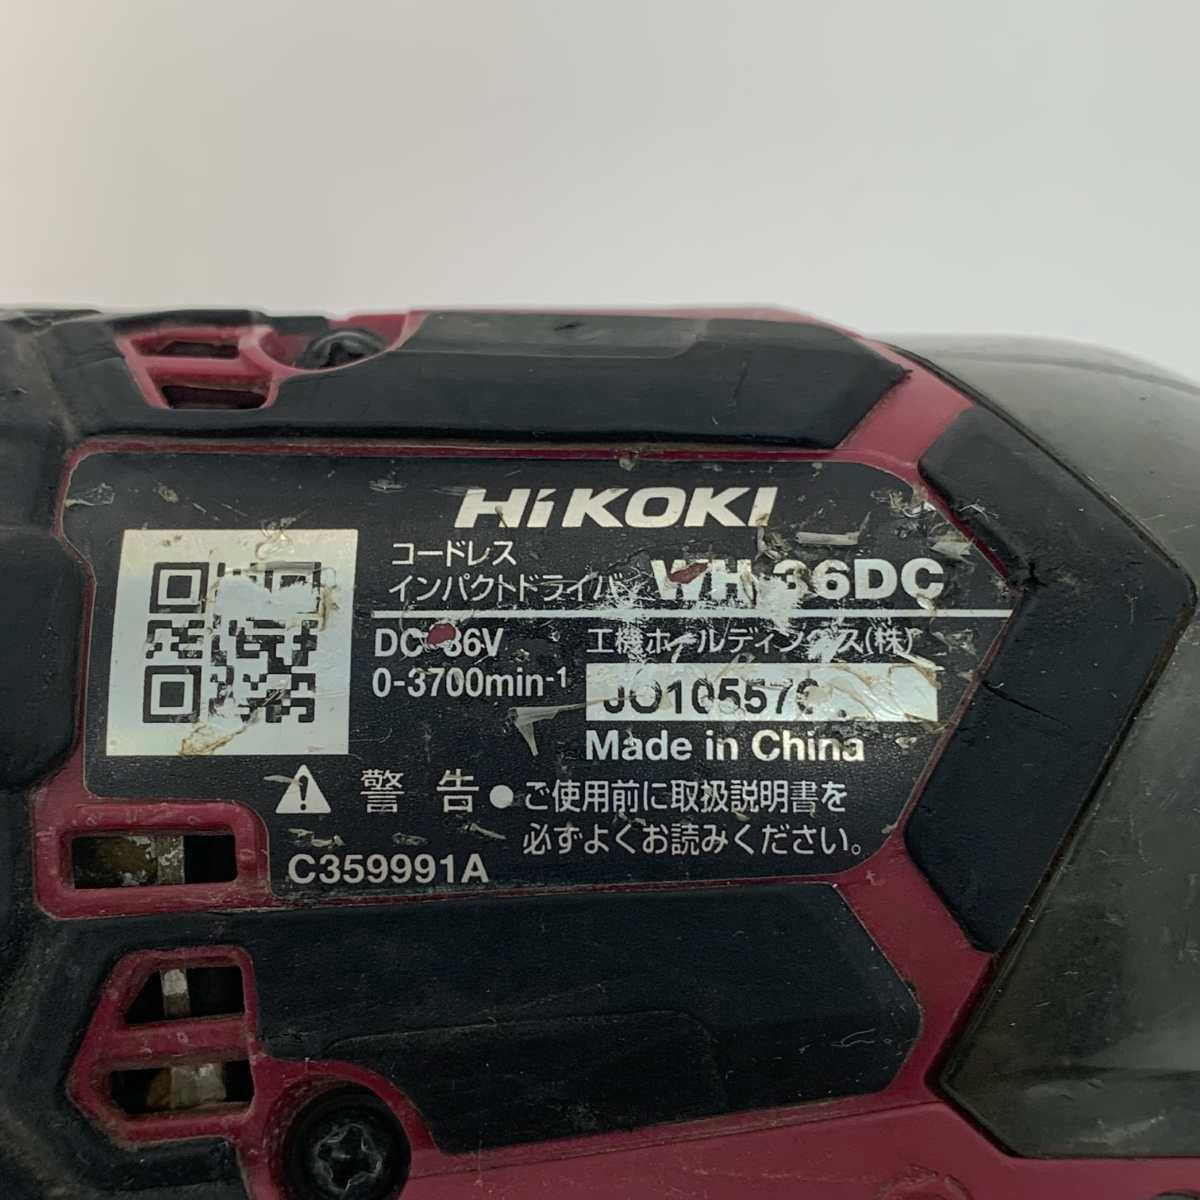 HiKOKI
コードレス
インパクトドライバ WH 36DC
DC 36V
0-3700min-1
工機ホールディングス(株)
Made in China
警告 ●ご使用前に取扱説明書を
必ずよくお読みください。
C359991A